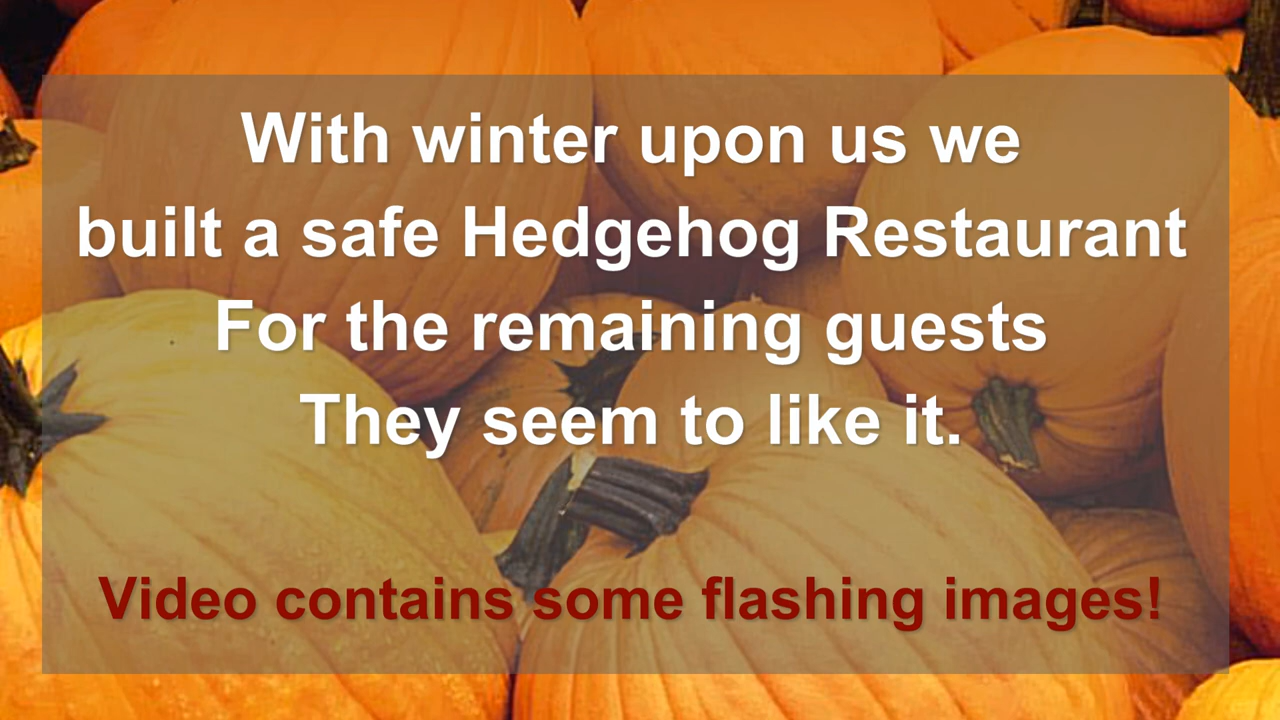 With winter upon us we
built a safe Hedgehog Restaurant
For the remaining guests
They seem to like it.
Video contains some flashing images!